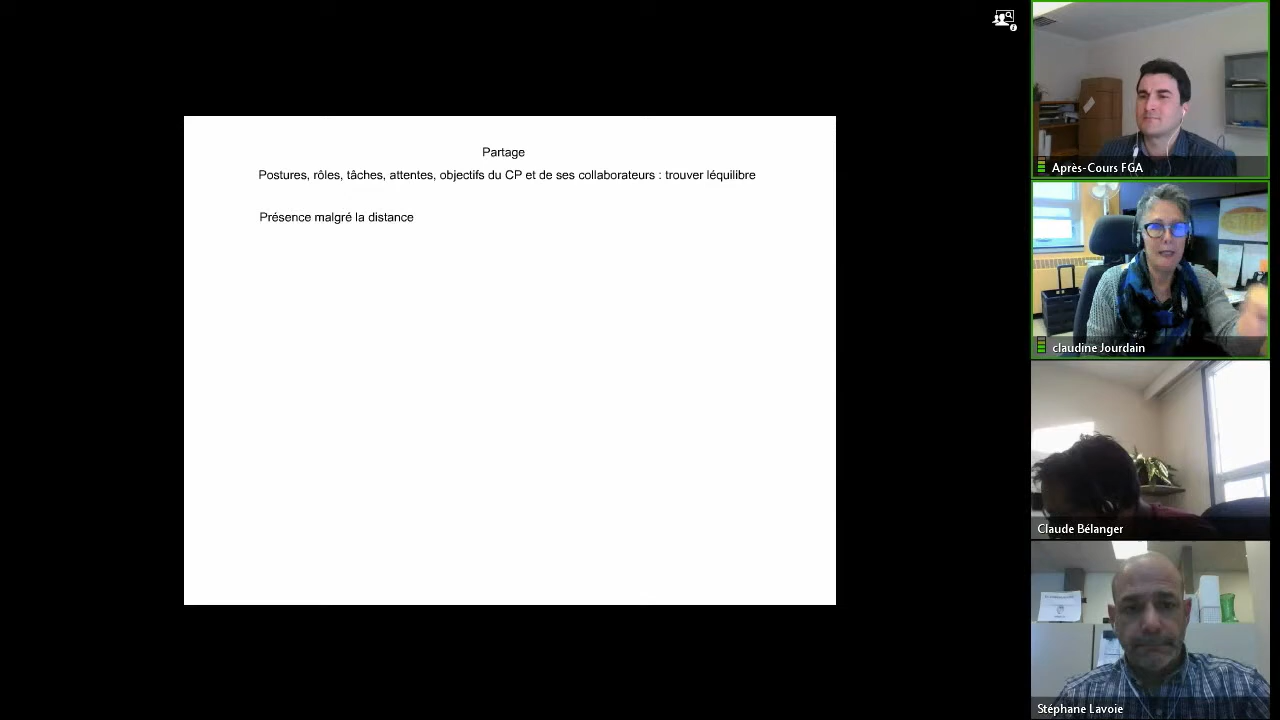 Partage
Postures, rôles, tâches, attentes, objectifs du CP et de ses collaborateurs : trouver léquilibre
Présence malgré la distance
Après-Cours FGA
claudine Jourdain
Claude Bélanger
Stéphane Lavoie